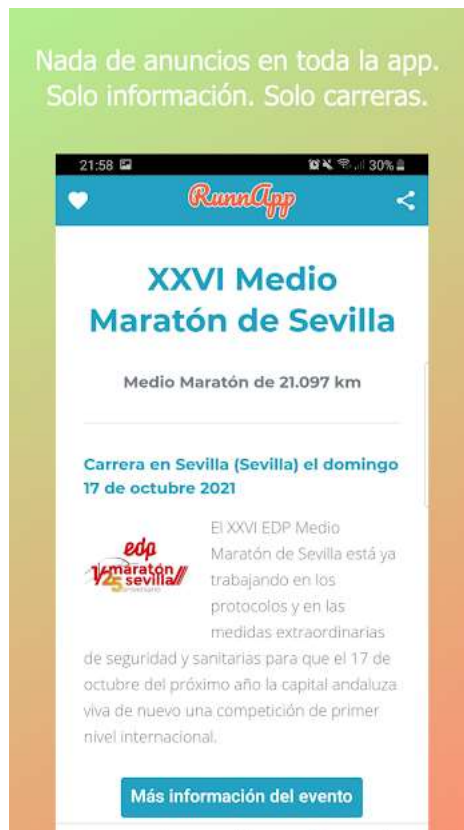 Nada de anuncios en toda la app.
Solo información. Solo carreras.
21:58
30%
RunnApp
XXVI Medio
Maratón de Sevilla
Medio Maratón de 21.097 km
Carrera en Sevilla (Sevilla) el domingo
17 de octubre 2021
edp
1/2 maratón
25 sevilla
aniversario
El XXVI EDP Medio
Maratón de Sevilla está ya
trabajando en los
protocolos y en las
medidas extraordinarias
de seguridad y sanitarias para que el 17 de
octubre del próximo año la capital andaluza
viva de nuevo una competición de primer
nivel internacional.
Más información del evento